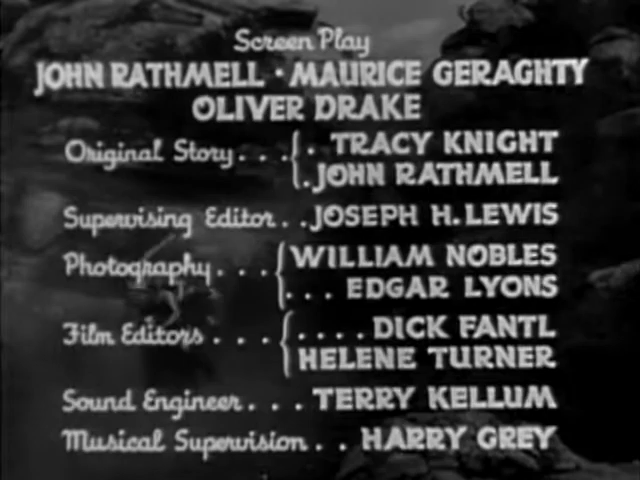 Screen Play
JOHN RATHMELL · MAURICE GERAGHTY
OLIVER DRAKE
Original Story . . . { . TRACY KNIGHT
. JOHN RATHMELL
Supervising Editor . . JOSEPH H. LEWIS
Photography . . . { WILLIAM NOBLES
. . . EDGAR LYONS
Film Editors . . . { . . . . DICK FANTL
HELENE TURNER
Sound Engineer . . . TERRY KELLUM
Musical Supervision . . HARRY GREY